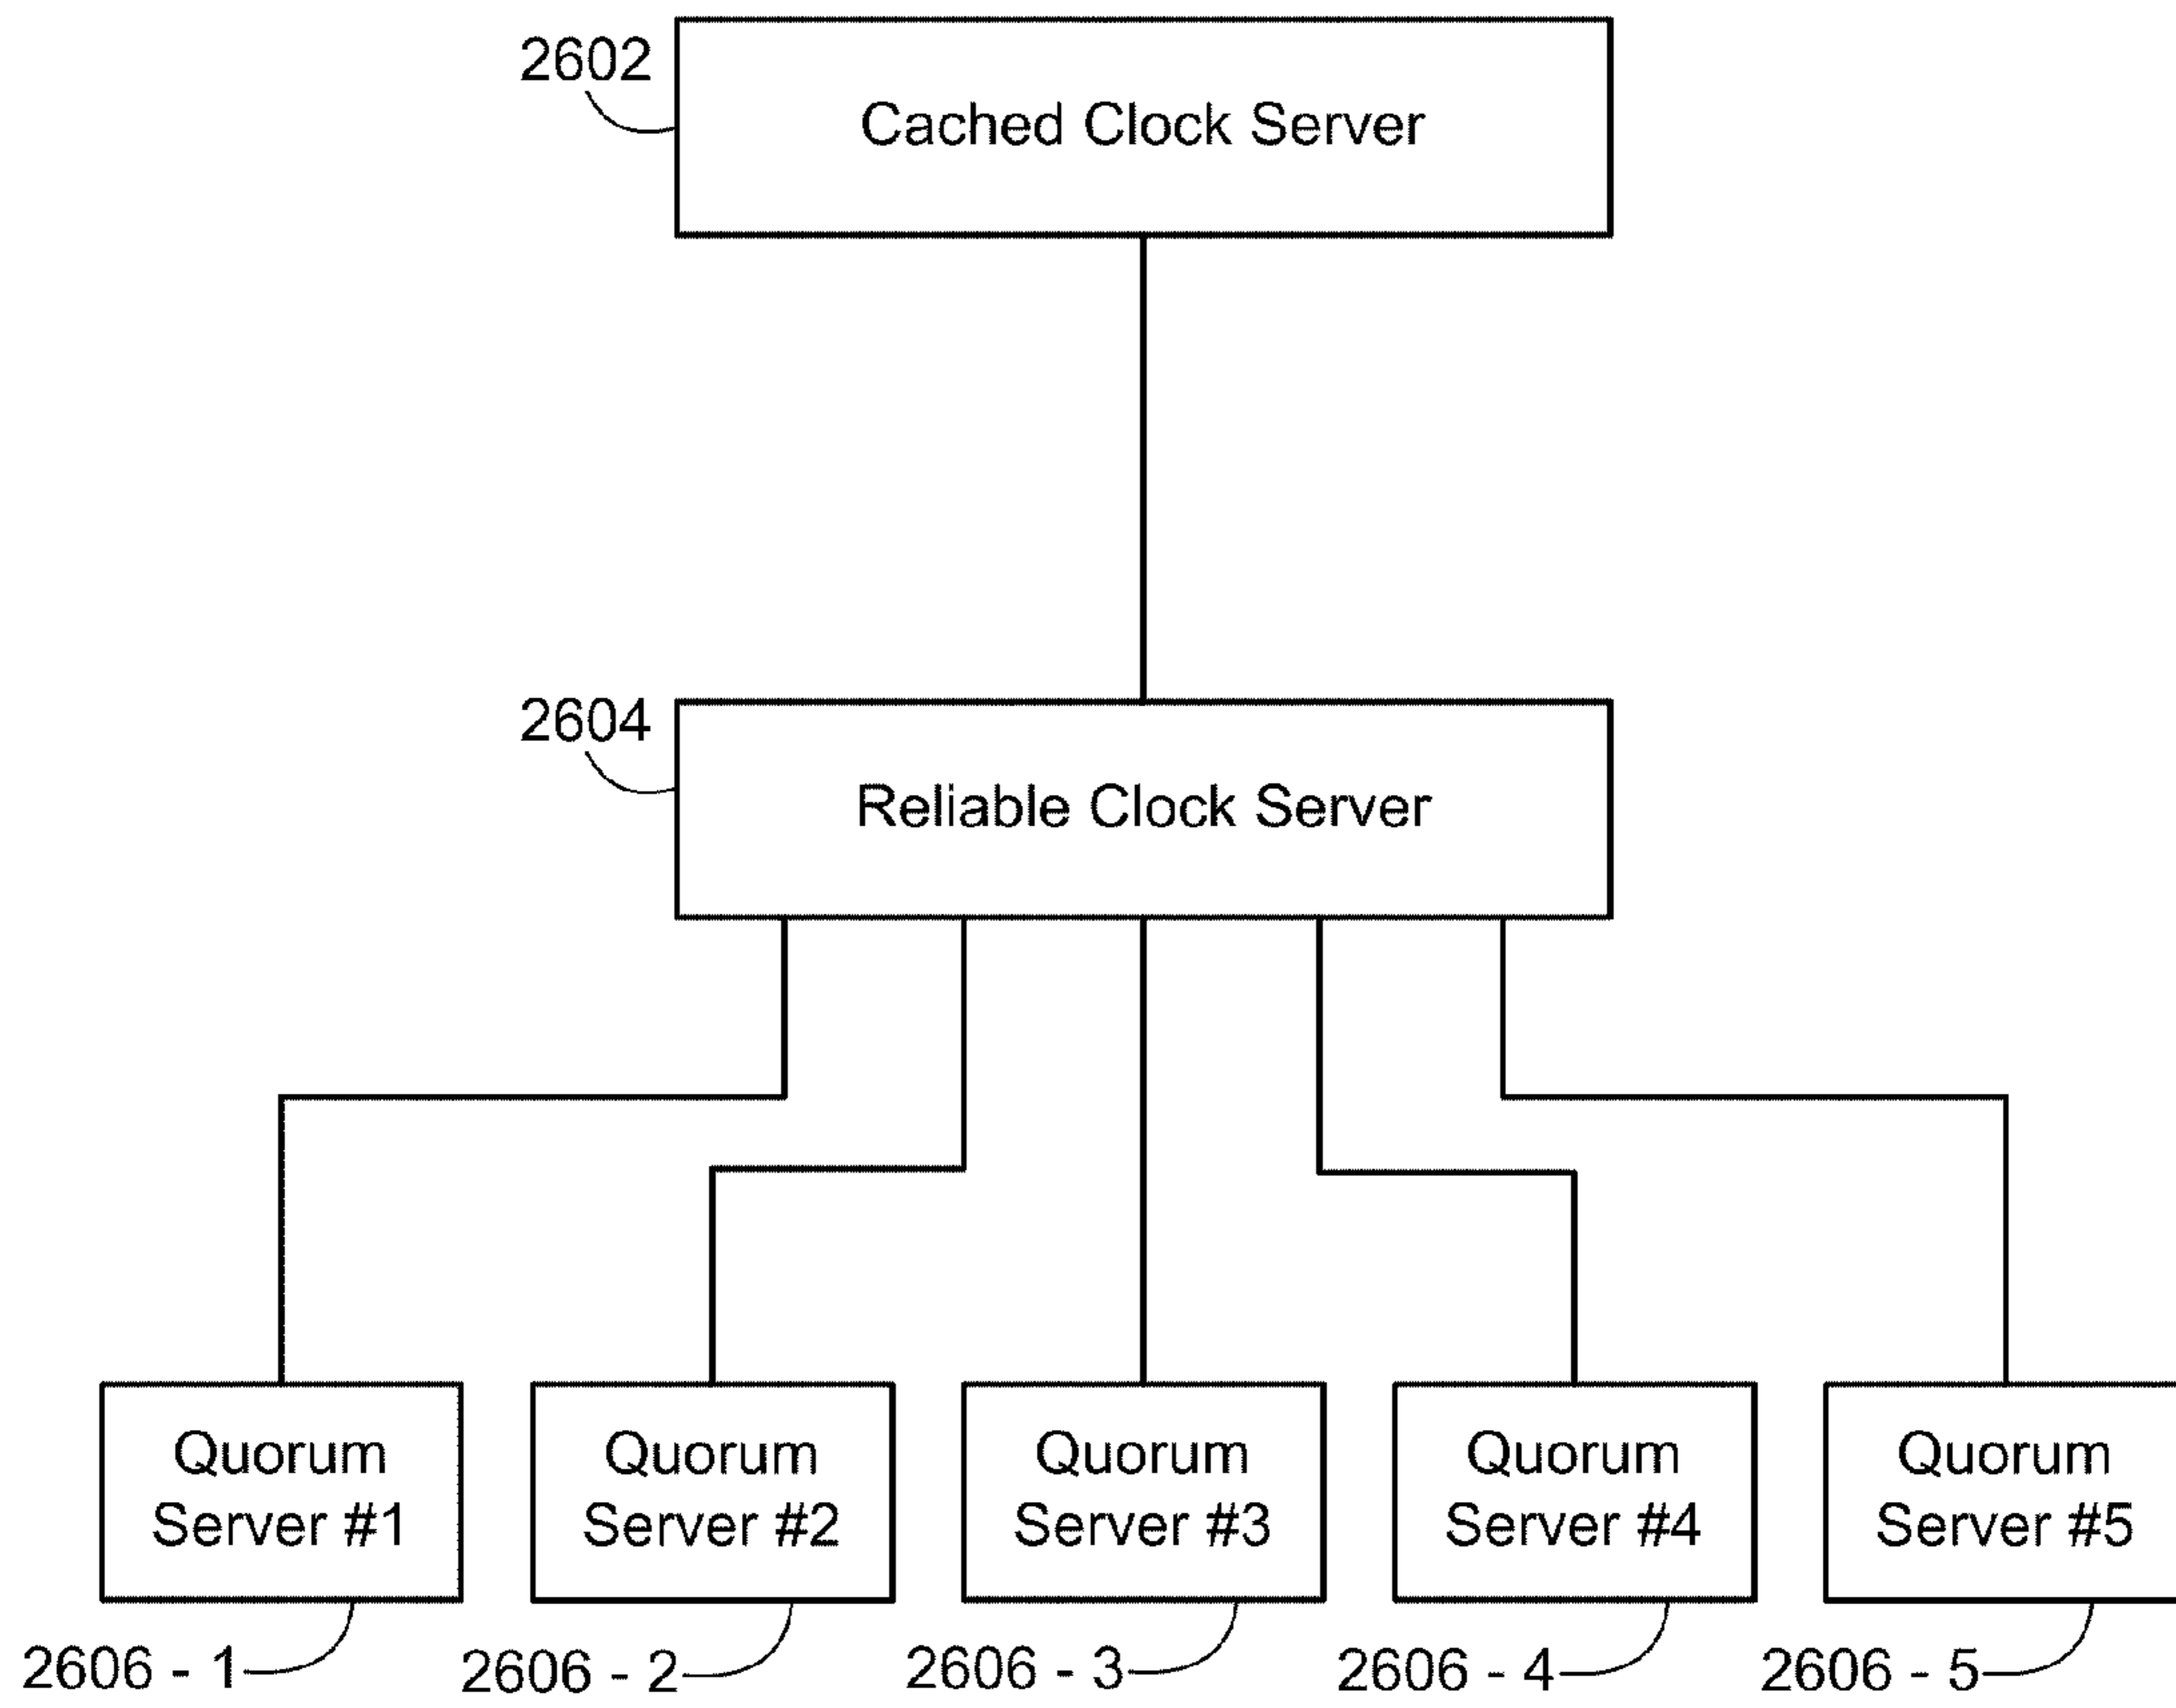 2602
Cached Clock Server
2604
Reliable Clock Server
Quorum
Server #1
Quorum
Server #2
Quorum
Server #3
Quorum
Server #4
Quorum
Server #5
2606 - 1
2606 - 2
2606 - 3
2606 - 4
2606 - 5